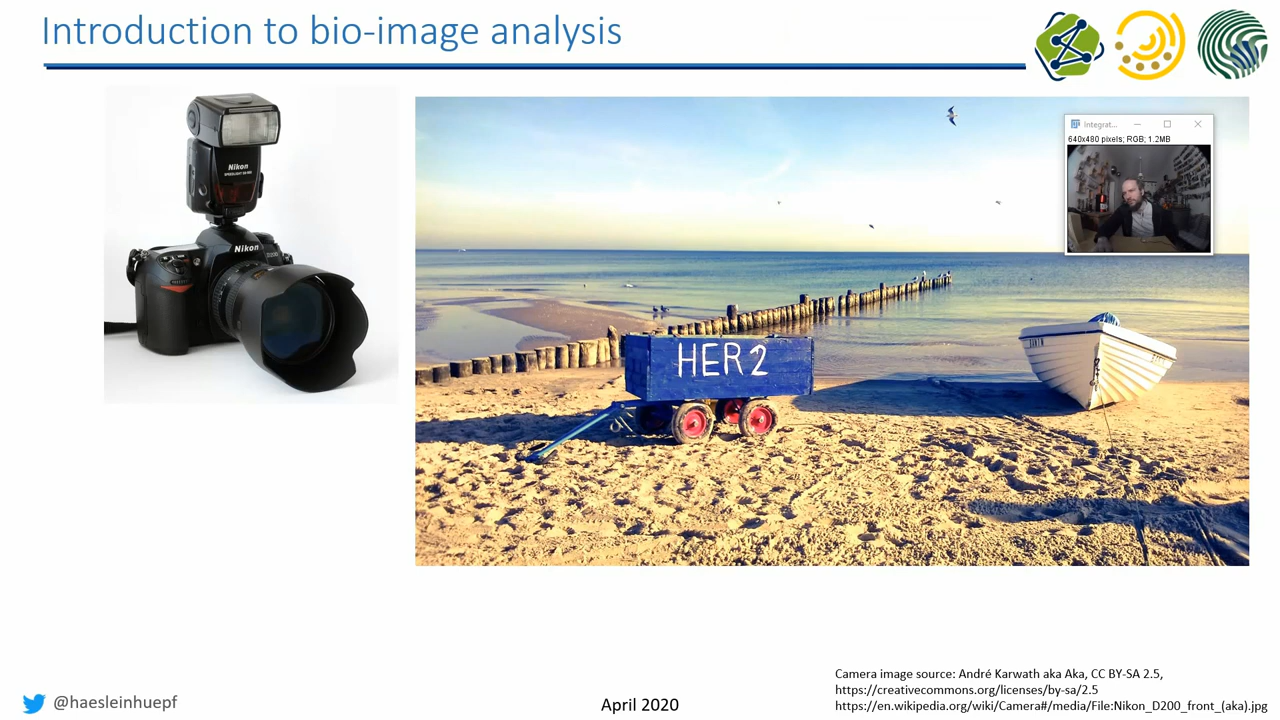 Introduction to bio-image analysis
Nikon
Nikon
D200
HER2
Integrat...
640x480 pixels; RGB; 1.2MB
Camera image source: André Karwath aka Aka, CC BY-SA 2.5,
https://creativecommons.org/licenses/by-sa/2.5
https://en.wikipedia.org/wiki/Camera#/media/File:Nikon_D200_front_(aka).jpg
@haesleinhuepf
April 2020